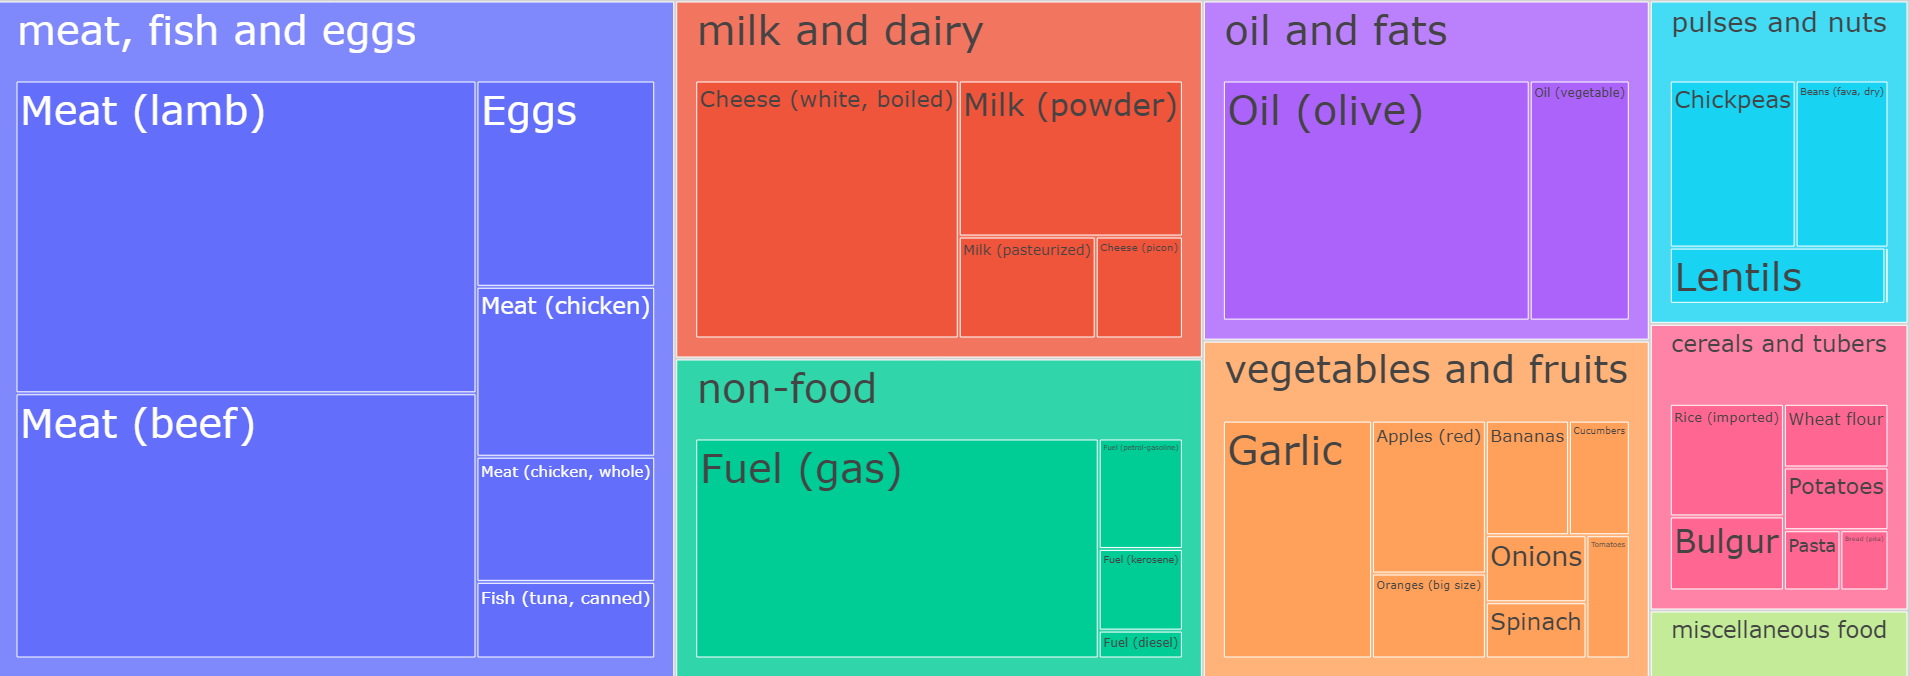 meat, fish and eggs
Meat (lamb)
Eggs
Meat (chicken)
Meat (beef)
Meat (chicken, whole)
Fish (tuna, canned)
milk and dairy
Cheese (white, boiled)
Milk (powder)
Milk (pasteurized)
Cheese (picon)
non-food
Fuel (gas)
Fuel (petrol-gasoline)
Fuel (kerosene)
Fuel (diesel)
oil and fats
Oil (olive)
Oil (vegetable)
vegetables and fruits
Garlic
Apples (red)
Bananas
Cucumbers
Oranges (big size)
Onions
Tomatoes
Spinach
pulses and nuts
Chickpeas
Beans (fava, dry)
Lentils
cereals and tubers
Rice (imported)
Wheat flour
Potatoes
Bulgur
Pasta
Bread (pita)
miscellaneous food